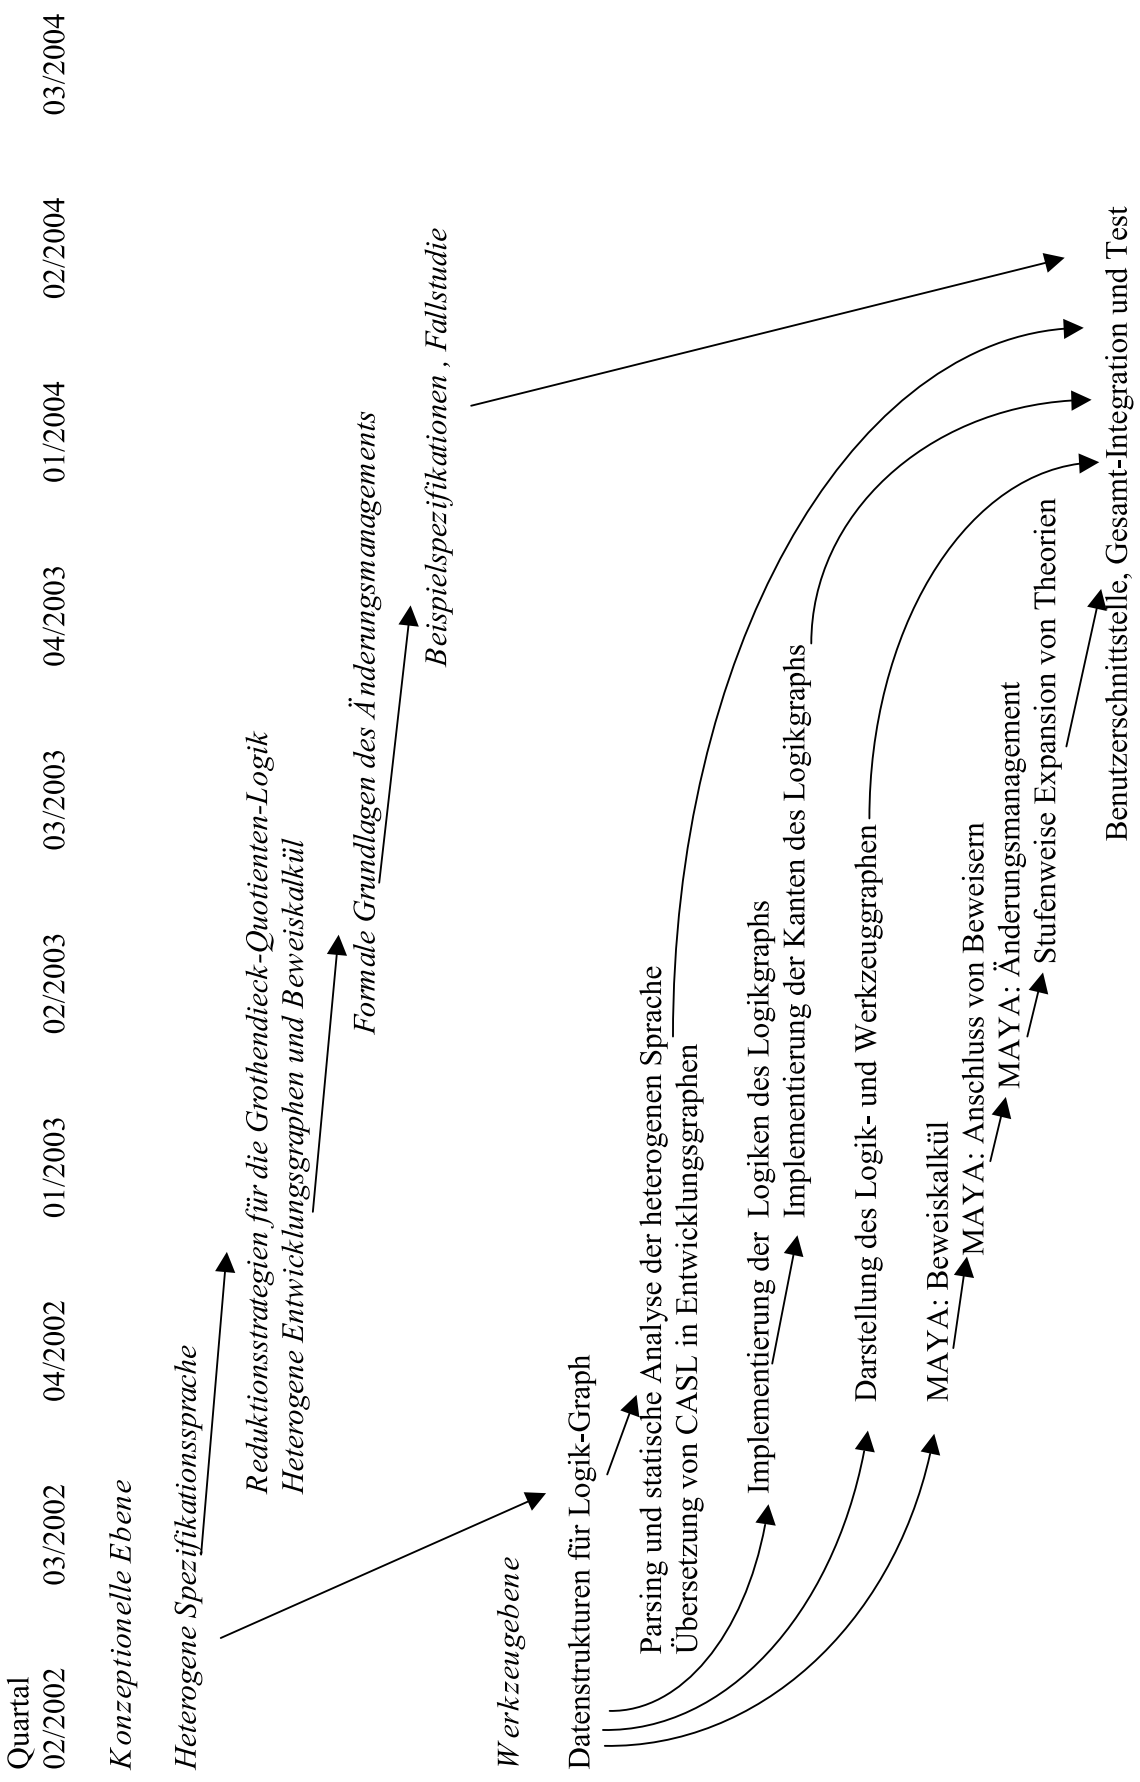 Quartal
02/2002 03/2002 04/2002 01/2003 02/2003 03/2003 04/2003 01/2004 02/2004 03/2004
Konzeptionelle Ebene
Heterogene Spezifikationssprache
Reduktionsstrategien für die Grothendieck-Quotienten-Logik
Heterogene Entwicklungsgraphen und Beweiskalkül
Formale Grundlagen des Änderungsmanagements
Beispielspezifikationen , Fallstudie
Werkzeugebene
Datenstrukturen für Logik-Graph
Parsing und statische Analyse der heterogenen Sprache
Übersetzung von CASL in Entwicklungsgraphen
Implementierung der Logiken des Logikgraphs
Implementierung der Kanten des Logikgraphs
Darstellung des Logik- und Werkzeuggraphen
MAYA: Beweiskalkül
MAYA: Anschluss von Beweisern
MAYA: Änderungsmanagement
Stufenweise Expansion von Theorien
Benutzerschnittstelle, Gesamt-Integration und Test